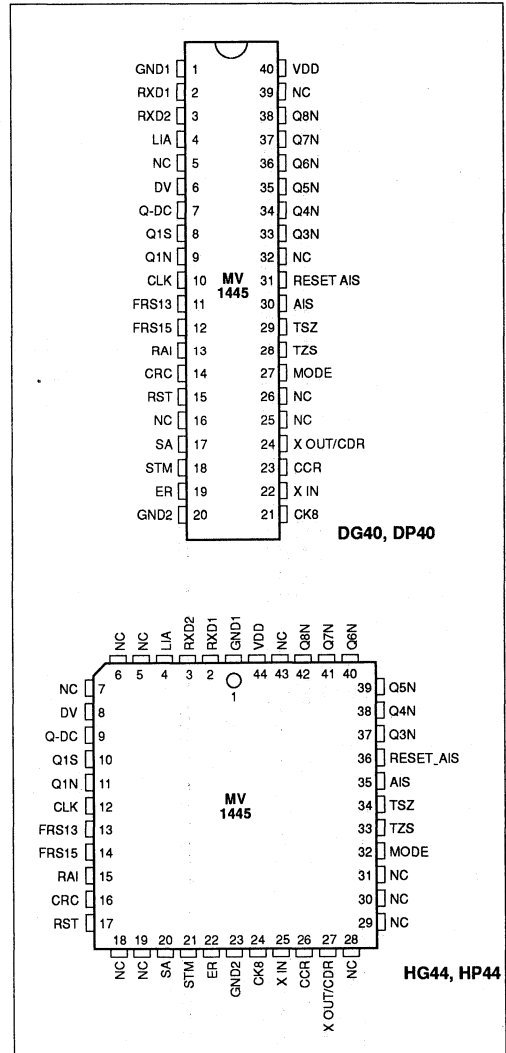 GND1 1 40 VDD
RXD1 2 39 NC
RXD2 3 38 Q8N
LIA 4 37 Q7N
NC 5 36 Q6N
DV 6 35 Q5N
Q-DC 7 34 Q4N
Q1S 8 33 Q3N
Q1N 9 32 NC
CLK 10 MV 31 RESET AIS
1445
FRS13 11 30 AIS
FRS15 12 29 TSZ
RAI 13 28 TZS
CRC 14 27 MODE
RST 15 26 NC
NC 16 25 NC
SA 17 24 X OUT/CDR
STM 18 23 CCR
ER 19 22 X IN
GND2 20 21 CK8
DG40, DP40
NC NC LIA RXD2 RXD1 GND1 VDD NC Q8N Q7N Q6N
6 5 4 3 2 1 44 43 42 41 40
NC 7 39 Q5N
DV 8 38 Q4N
Q-DC 9 37 Q3N
Q1S 10 36 RESET_AIS
Q1N 11 35 AIS
CLK 12 MV 34 TSZ
1445
FRS13 13 33 TZS
FRS15 14 32 MODE
RAI 15 31 NC
CRC 16 30 NC
RST 17 29 NC
18 19 20 21 22 23 24 25 26 27 28
NC NC SA STM ER GND2 CK8 X IN CCR X OUT/CDR NC
HG44, HP44